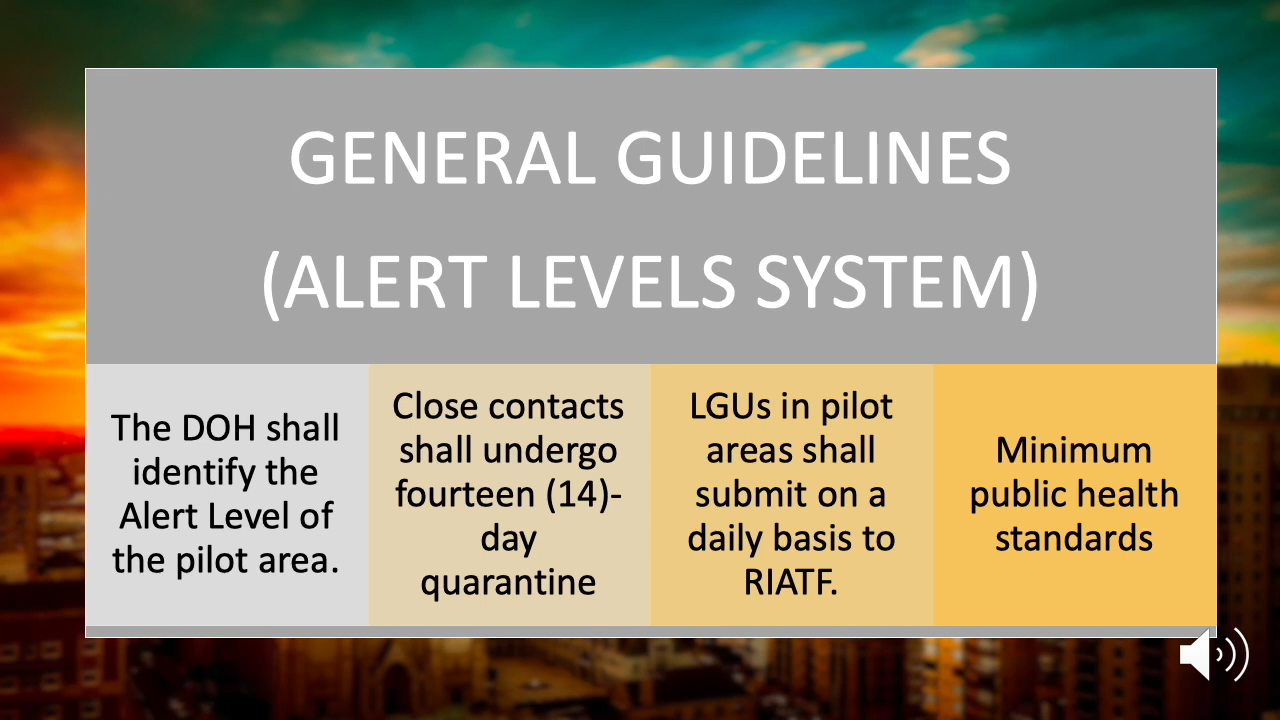 GENERAL GUIDELINES
(ALERT LEVELS SYSTEM)
The DOH shall
identify the
Alert Level of
the pilot area.
Close contacts
shall undergo
fourteen (14)-
day
quarantine
LGUs in pilot
areas shall
submit on a
daily basis to
RIATF.
Minimum
public health
standards